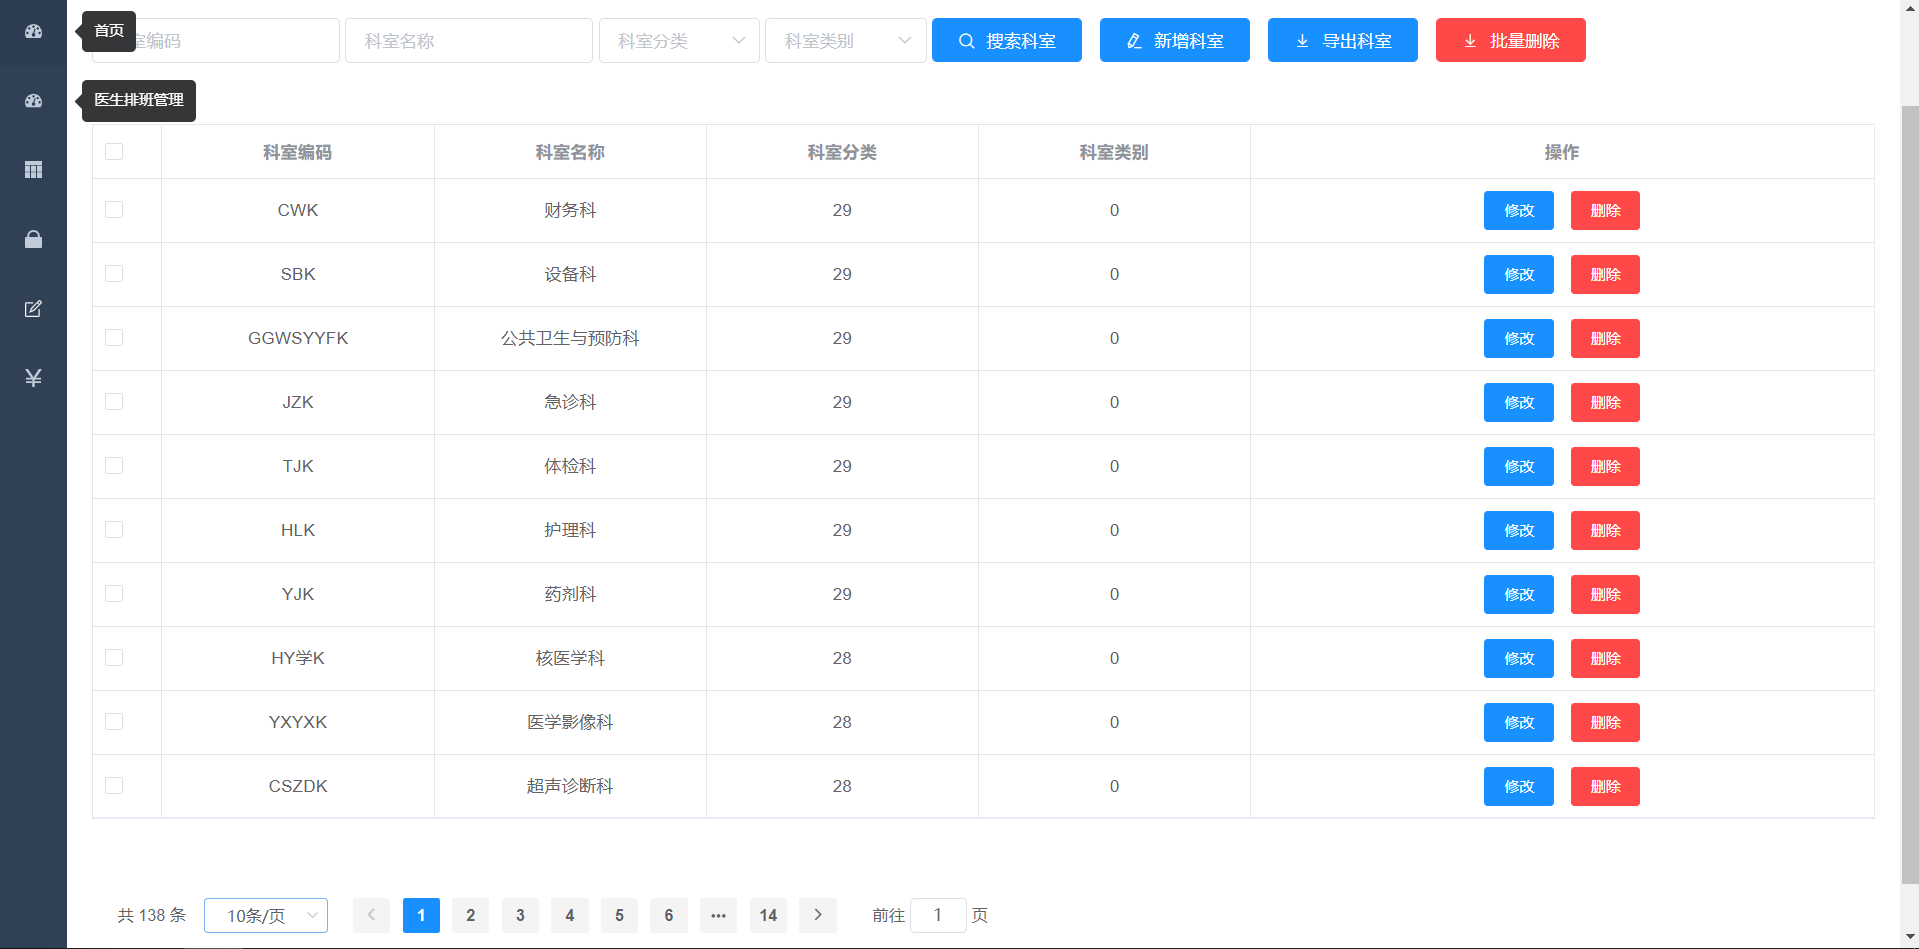 首页
室编码
科室名称
科室分类
科室类别
搜索科室
新增科室
导出科室
批量删除
医生排班管理
科室编码 科室名称 科室分类 科室类别 操作
CWK 财务科 29 0 修改 删除
SBK 设备科 29 0 修改 删除
GGWSYYFK 公共卫生与预防科 29 0 修改 删除
JZK 急诊科 29 0 修改 删除
TJK 体检科 29 0 修改 删除
HLK 护理科 29 0 修改 删除
YJK 药剂科 29 0 修改 删除
HY学K 核医学科 28 0 修改 删除
YXYXK 医学影像科 28 0 修改 删除
CSZDK 超声诊断科 28 0 修改 删除
共 138 条 10条/页 1 2 3 4 5 6 ••• 14 前往 1 页